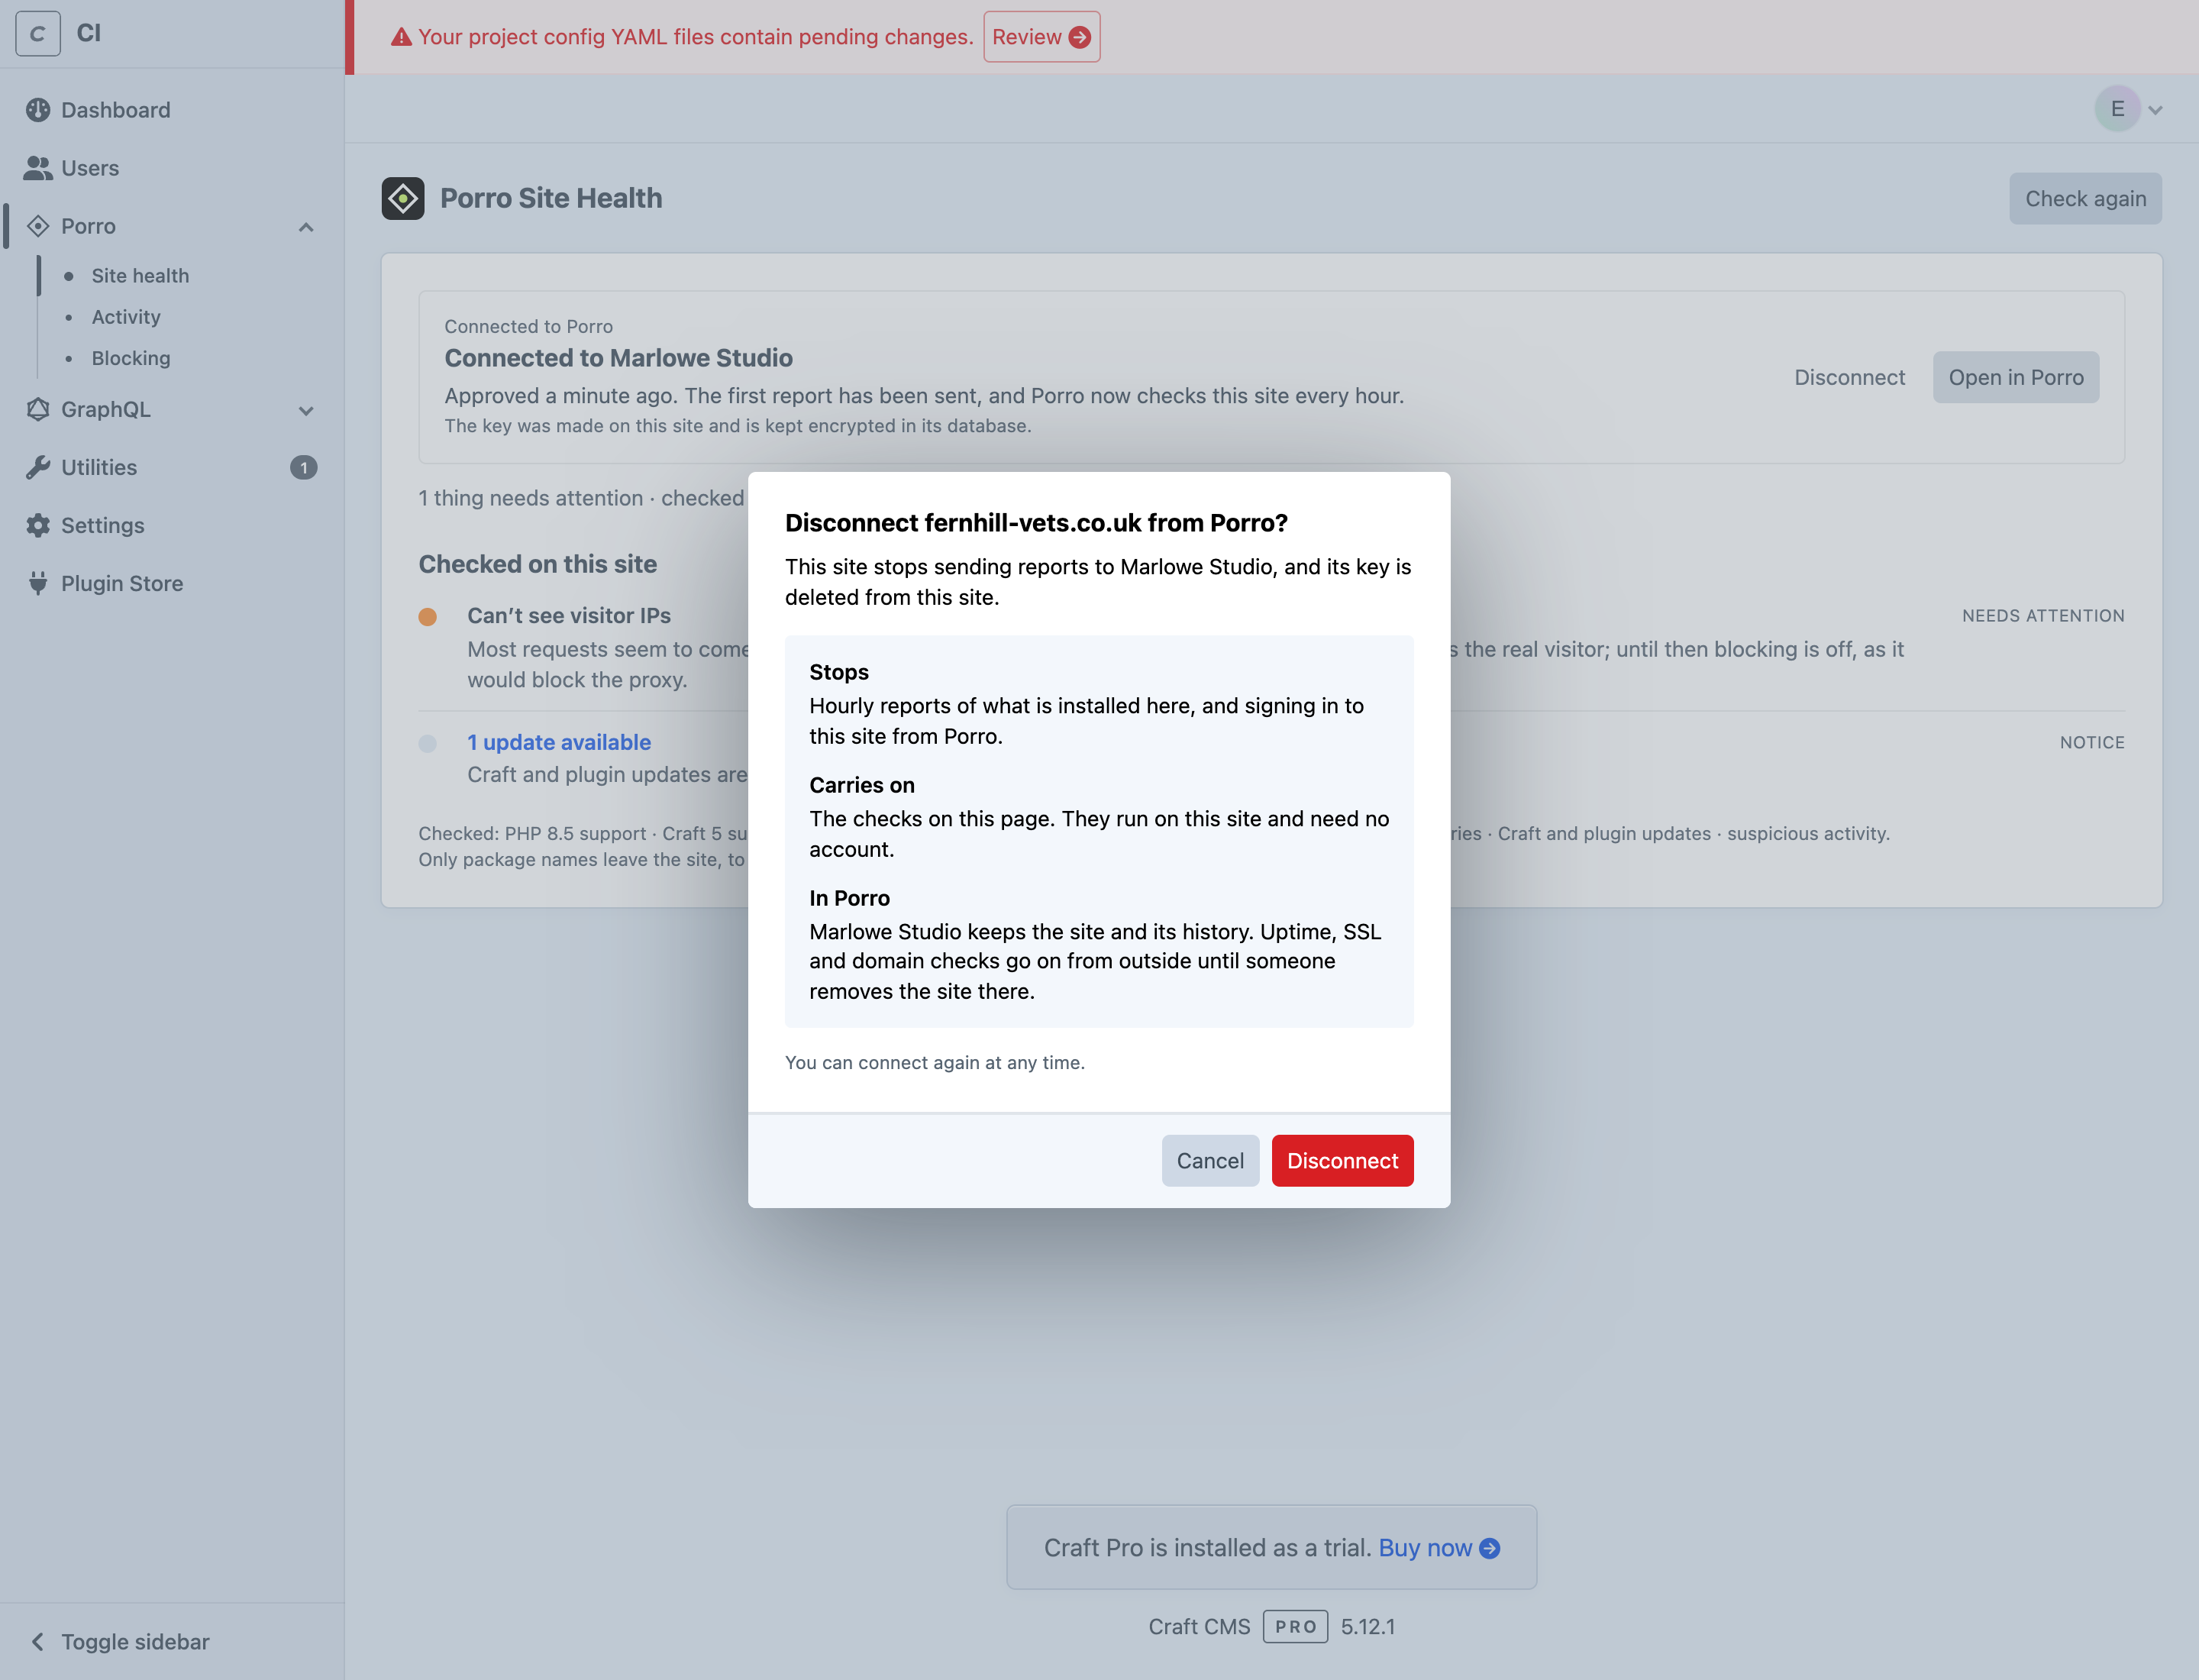 C CI
Your project config YAML files contain pending changes. Review
Dashboard
Users
Porro
Site health
Activity
Blocking
GraphQL
Utilities 1
Settings
Plugin Store
Toggle sidebar
E
Porro Site Health
Check again
Connected to Porro
Connected to Marlowe Studio
Approved a minute ago. The first report has been sent, and Porro now checks this site every hour.
The key was made on this site and is kept encrypted in its database.
Disconnect
Open in Porro
1 thing needs attention · checked
Checked on this site
Can’t see visitor IPs
NEEDS ATTENTION
Most requests seem to come
the real visitor; until then blocking is off, as it
would block the proxy.
1 update available
NOTICE
Craft and plugin updates are
Checked: PHP 8.5 support · Craft 5
· Craft and plugin updates · suspicious activity.
Only package names leave the site, to
Disconnect fernhill-vets.co.uk from Porro?
This site stops sending reports to Marlowe Studio, and its key is
deleted from this site.
Stops
Hourly reports of what is installed here, and signing in to
this site from Porro.
Carries on
The checks on this page. They run on this site and need no
account.
In Porro
Marlowe Studio keeps the site and its history. Uptime, SSL
and domain checks go on from outside until someone
removes the site there.
You can connect again at any time.
Cancel
Disconnect
Craft Pro is installed as a trial. Buy now
Craft CMS PRO 5.12.1